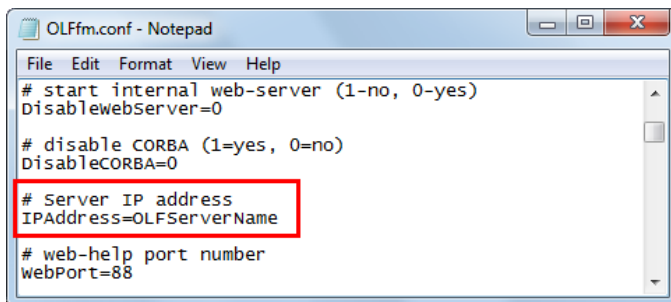 OLFfm.conf - Notepad
File Edit Format View Help
# start internal web-server (1-no, 0-yes)
DisableWebServer=0
# disable CORBA (1=yes, 0=no)
DisableCORBA=0
# Server IP address
IPAddress=OLFServerName
# web-help port number
WebPort=88